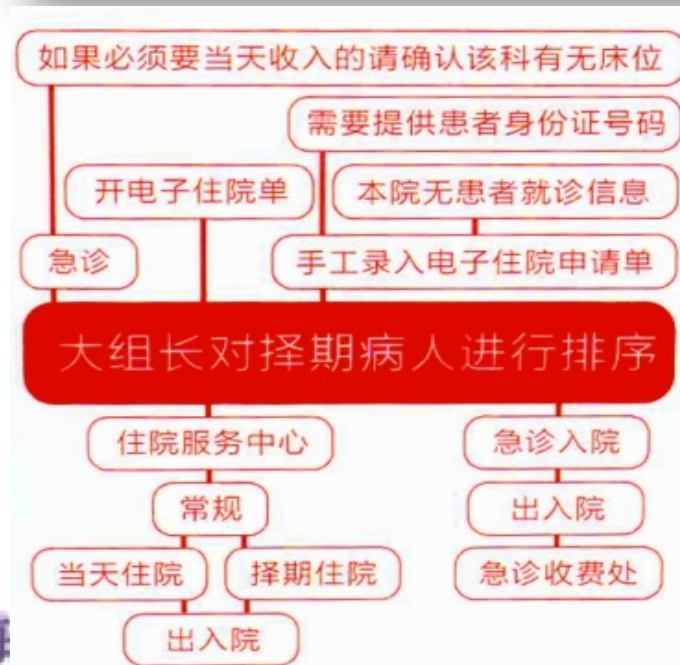 如果必须要当天收入的请确认该科有无床位
需要提供患者身份证号码
开电子住院单
本院无患者就诊信息
急诊
手工录入电子住院申请单
大组长对择期病人进行排序
住院服务中心
急诊入院
常规
出入院
当天住院
择期住院
急诊收费处
出入院